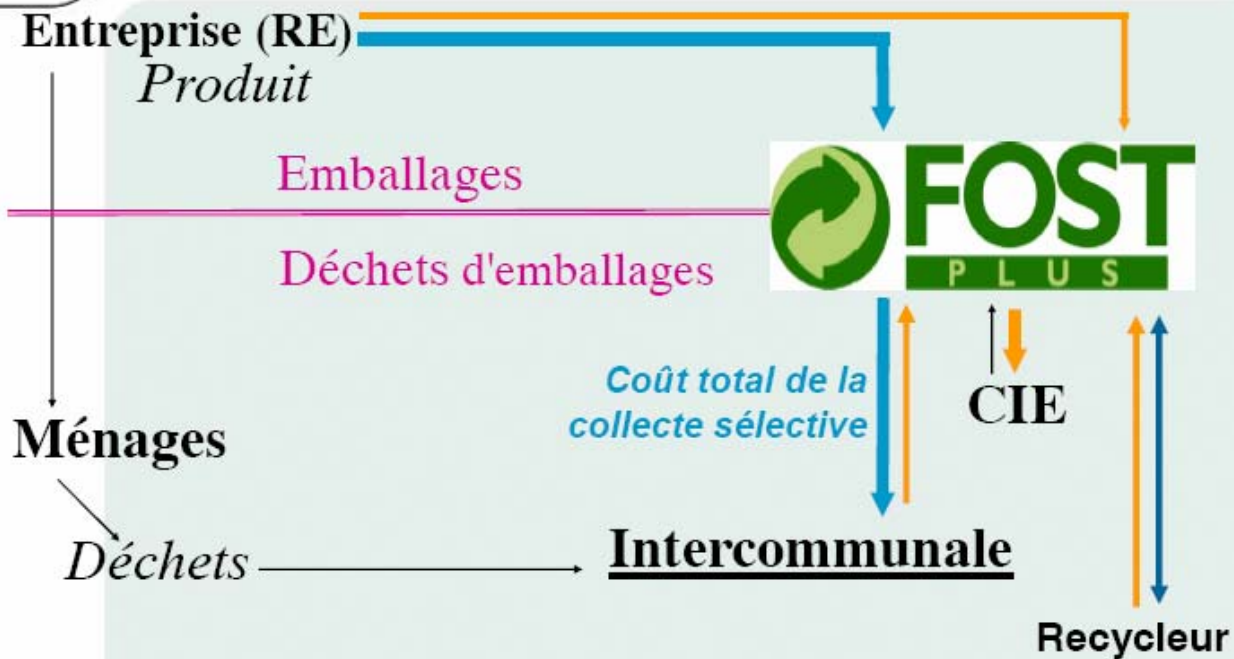 Entreprise (RE)
Produit
Emballages
FOST
PLUS
Déchets d'emballages
Coût total de la
collecte sélective
CIE
Ménages
Déchets
Intercommunale
Recycleur